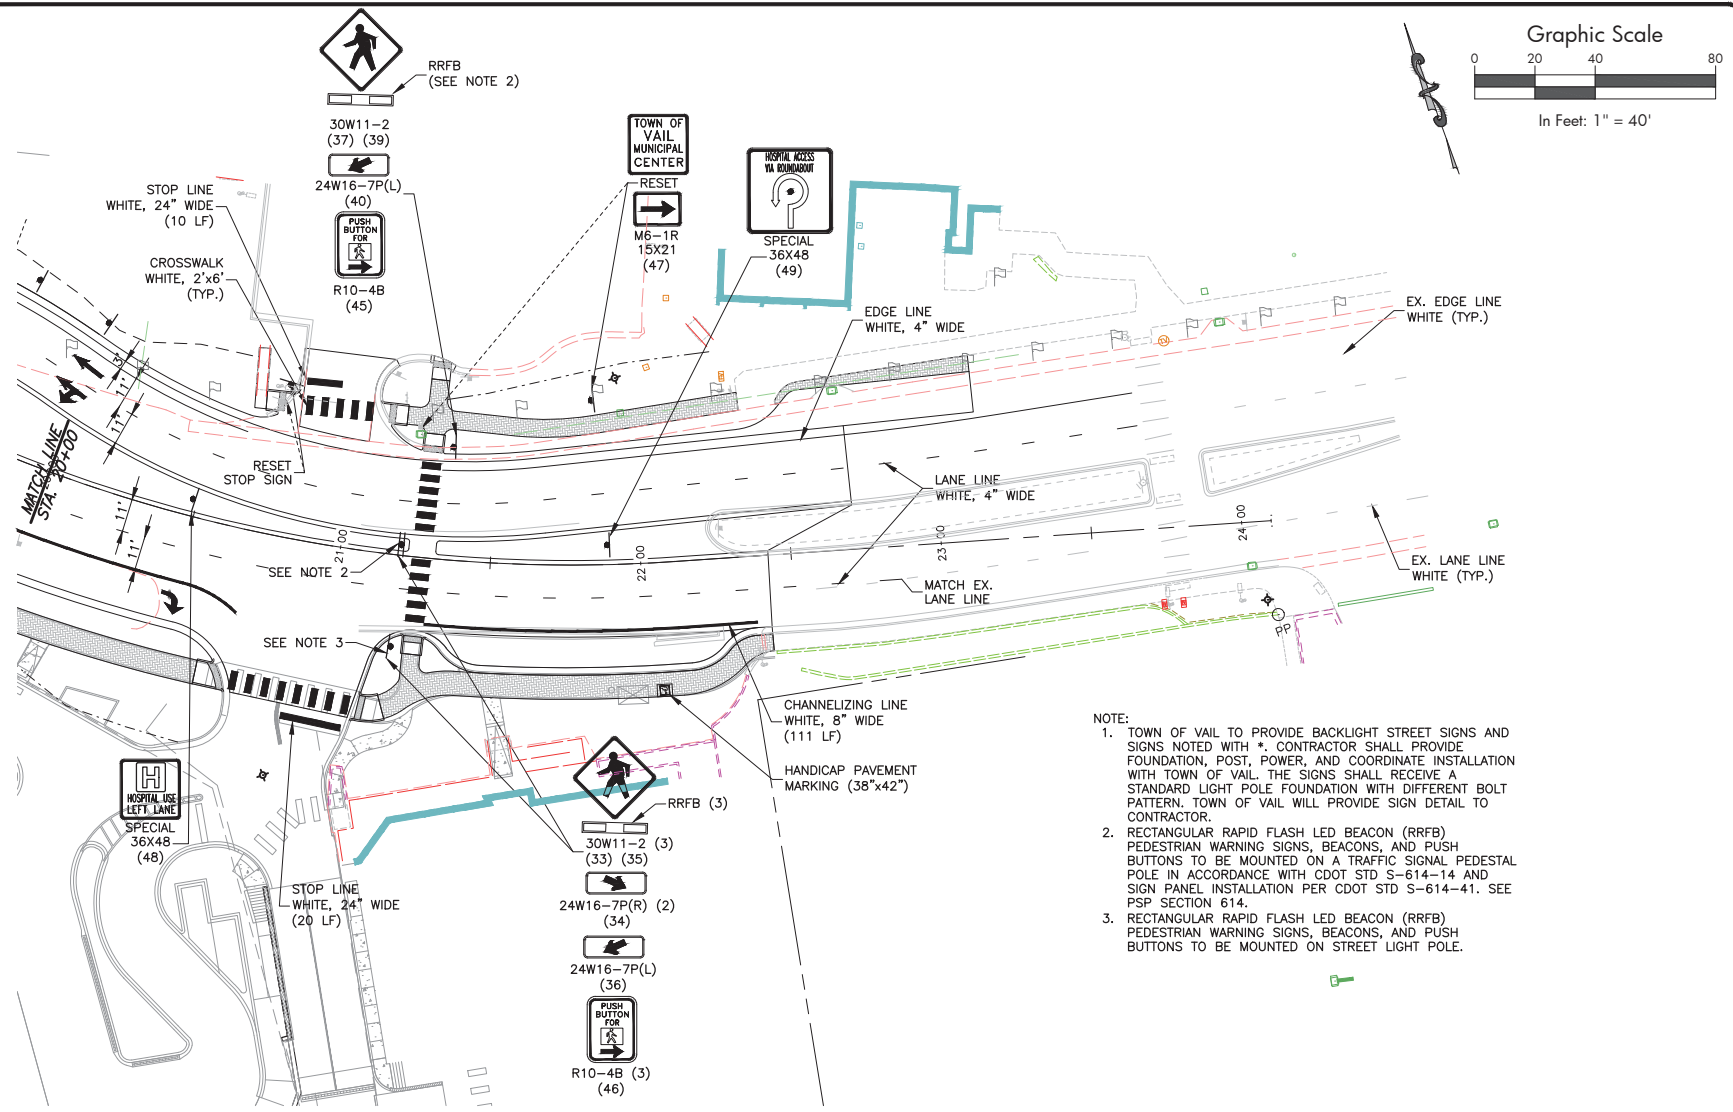 Graphic Scale
0 20 40 80
In Feet: 1" = 40'
RRFB
(SEE NOTE 2)
30W11-2
(37) (39)
24W16-7P(L)
(40)
PUSH
BUTTON
FOR
R10-4B
(45)
STOP LINE
WHITE, 24" WIDE
(10 LF)
CROSSWALK
WHITE, 2'x6'
(TYP.)
TOWN OF
VAIL
MUNICIPAL
CENTER
RESET
M6-1R
15X21
(47)
HOSPITAL ACCESS
VIA ROUNDABOUT
SPECIAL
36X48
(49)
EDGE LINE
WHITE, 4" WIDE
EX. EDGE LINE
WHITE (TYP.)
3'
11'
11'
MATCH LINE
STA. 20+00
RESET
STOP SIGN
LANE LINE
WHITE, 4" WIDE
11'
11'
21-00
22-00
23-00
24-00
SEE NOTE 2
MATCH EX.
LANE LINE
EX. LANE LINE
WHITE (TYP.)
SEE NOTE 3
PP
CHANNELIZING LINE
WHITE, 8" WIDE
(111 LF)
HANDICAP PAVEMENT
MARKING (38"x42")
H
HOSPITAL USE
LEFT LANE
SPECIAL
36X48
(48)
STOP LINE
WHITE, 24" WIDE
(20 LF)
RRFB (3)
30W11-2 (3)
(33) (35)
24W16-7P(R) (2)
(34)
24W16-7P(L)
(36)
PUSH
BUTTON
FOR
R10-4B (3)
(46)
NOTE:
1. TOWN OF VAIL TO PROVIDE BACKLIGHT STREET SIGNS AND
SIGNS NOTED WITH *. CONTRACTOR SHALL PROVIDE
FOUNDATION, POST, POWER, AND COORDINATE INSTALLATION
WITH TOWN OF VAIL. THE SIGNS SHALL RECEIVE A
STANDARD LIGHT POLE FOUNDATION WITH DIFFERENT BOLT
PATTERN. TOWN OF VAIL WILL PROVIDE SIGN DETAIL TO
CONTRACTOR.
2. RECTANGULAR RAPID FLASH LED BEACON (RRFB)
PEDESTRIAN WARNING SIGNS, BEACONS, AND PUSH
BUTTONS TO BE MOUNTED ON A TRAFFIC SIGNAL PEDESTAL
POLE IN ACCORDANCE WITH CDOT STD S-614-14 AND
SIGN PANEL INSTALLATION PER CDOT STD S-614-41. SEE
PSP SECTION 614.
3. RECTANGULAR RAPID FLASH LED BEACON (RRFB)
PEDESTRIAN WARNING SIGNS, BEACONS, AND PUSH
BUTTONS TO BE MOUNTED ON STREET LIGHT POLE.